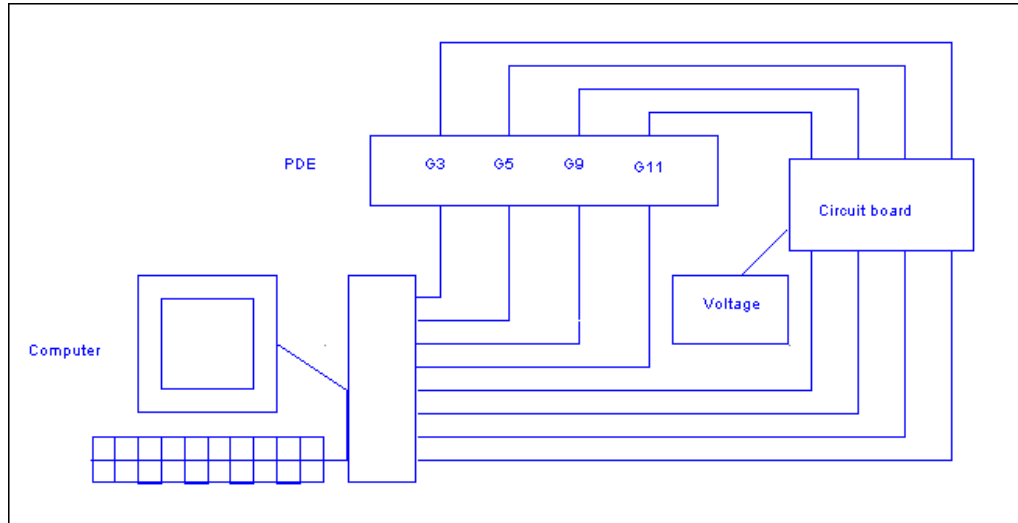 PDE
G3
G5
G9
G11
Circuit board
Voltage
Computer